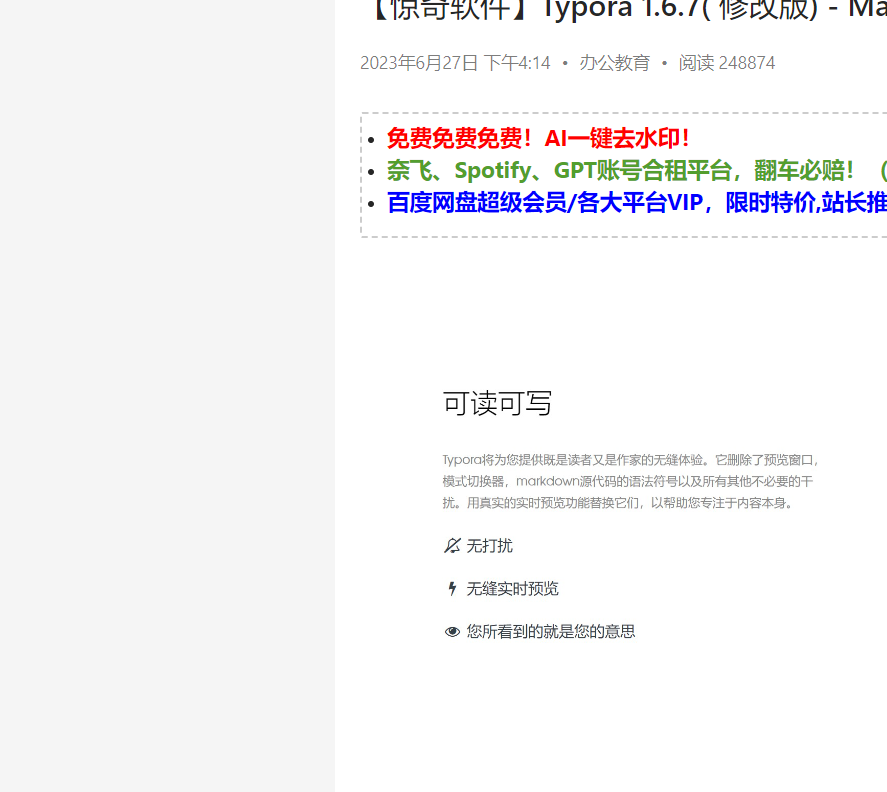 【惊奇软件】Typora 1.6.7( 修改版) - Ma
2023年6月27日 下午4:14 • 办公教育 • 阅读 248874
• 免费免费免费！AI一键去水印！
• 奈飞、Spotify、GPT账号合租平台，翻车必赔！（
• 百度网盘超级会员/各大平台VIP，限时特价,站长推
可读可写
Typora将为您提供既是读者又是作家的无缝体验。它删除了预览窗口，
模式切换器，markdown源代码的语法符号以及所有其他不必要的干
扰。用真实的实时预览功能替换它们，以帮助您专注于内容本身。
无打扰
无缝实时预览
您所看到的就是您的意思